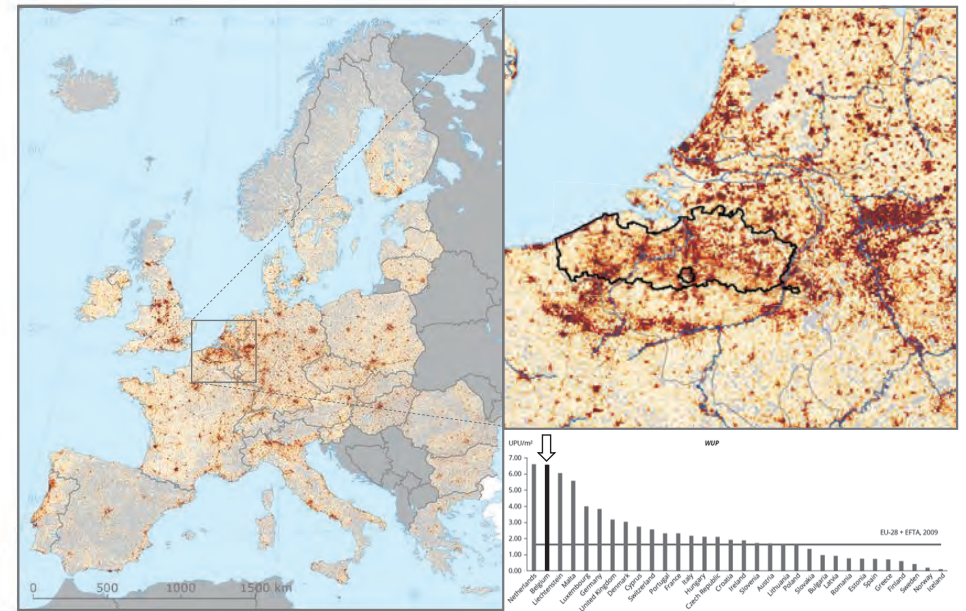 0 500 1000 1500 km
UPU/m²
WUP
7.00
6.00
5.00
4.00
3.00
2.00
1.00
0.00
EU-28 + EFTA, 2009
Netherlands
Belgium
Liechtenstein
Malta
Luxembourg
Germany
United Kingdom
Denmark
Cyprus
Switzerland
Portugal
France
Italy
Hungary
Czech Republic
Croatia
Ireland
Slovenia
Austria
Lithuania
Poland
Slovakia
Bulgaria
Latvia
Romania
Estonia
Spain
Greece
Finland
Sweden
Norway
Iceland